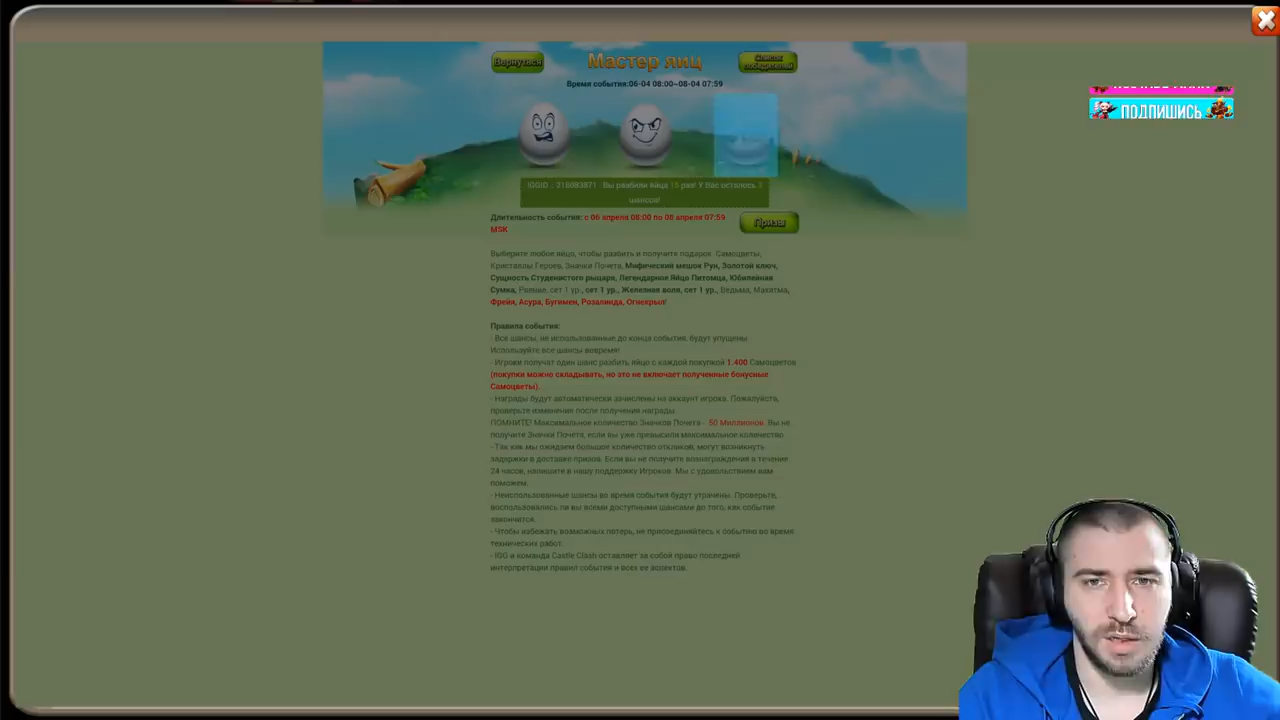 Вернуться
Мастер лиц
Список
победителей
Время события:06-04 08:00~08-04 07:59
ПОДПИШИСЬ
IGGID : 218083871 Вы разбили Яйца 18 раз! У Вас осталось 3
шансов!
Длительность события: с 06 апреля 08:00 по 08 апреля 07:59
MSK
Призы
Выберите любое яйцо, чтобы разбить и получите подарок: Самоцветы,
Кристаллы Героев, Значки Почета, Мифический мешок Рун, Золотой ключ,
Сущность Студенистого рыцаря, Легендарное Яйцо Питомца, Юбилейная
Сумка, Рвение, сет 1 ур., сет 1 ур., Железная воля, сет 1 ур., Ведьма, Махатма,
Фрейя, Асура, Бугимен, Розалинда, Огнекрыл!
Правила события:
- Все шансы, не использованные до конца события, будут упущены.
Используйте все шансы вовремя!
- Игроки получат один шанс разбить яйцо с каждой покупкой 1.400 Самоцветов
(покупки можно складывать, но это не включает полученные бонусные
Самоцветы).
- Награды будут автоматически зачислены на аккаунт игрока. Пожалуйста,
проверьте изменения после получения награды.
ПОМНИТЕ! Максимальное количество Значков Почета - 50 Миллионов. Вы не
получите Значки Почета, если вы уже превысили максимальное количество.
- Так как мы ожидаем большое количество откликов, могут возникнуть
задержки в доставке призов. Если вы не получите вознаграждения в течение
24 часов, напишите в нашу поддержку Игроков. Мы с удовольствием вам
поможем.
- Неиспользованные шансы во время события будут утрачены. Проверьте,
воспользовались ли вы всеми доступными шансами до того, как событие
закончится.
- Чтобы избежать возможных потерь, не присоединяйтесь к событию во время
технических работ.
- IGG и команда Castle Clash оставляет за собой право последней
интерпретации правил события и всех ее аспектов.